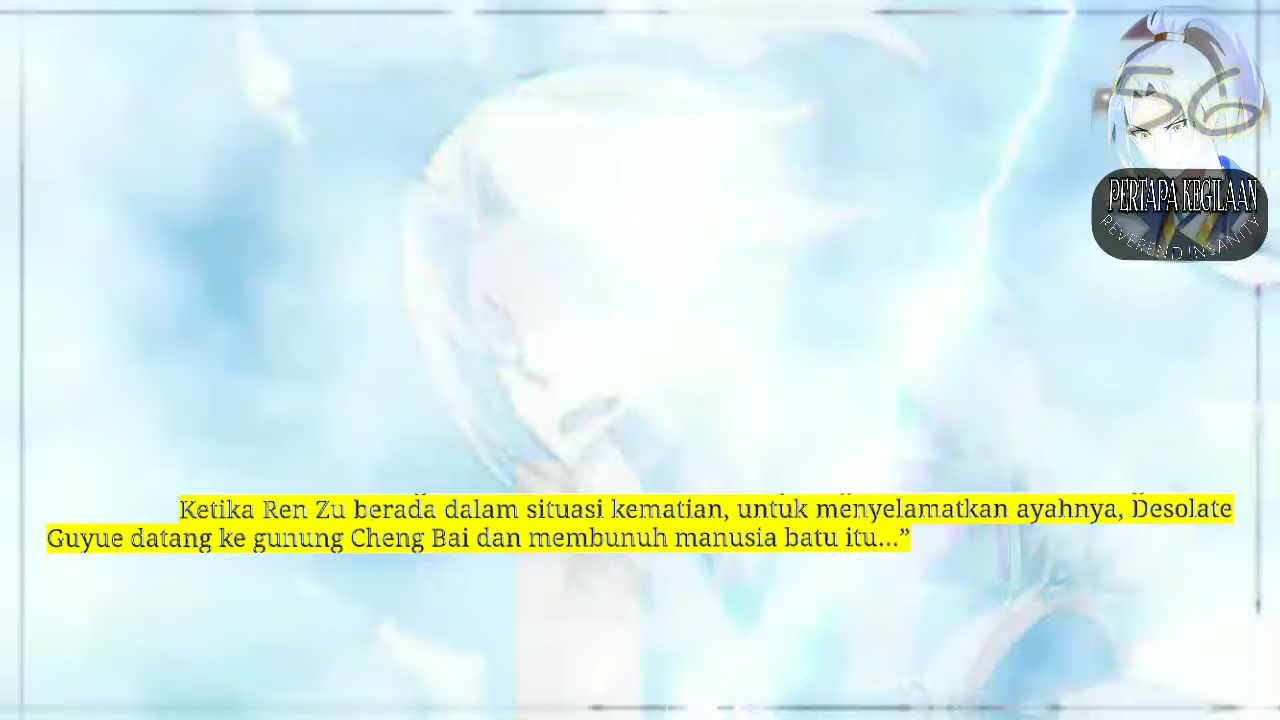 56
PERTAPA KEGILAAN
REVEREND INSANITY
Ketika Ren Zu berada dalam situasi kematian, untuk menyelamatkan ayahnya, Desolate
Guyue datang ke gunung Cheng Bai dan membunuh manusia batu itu...”